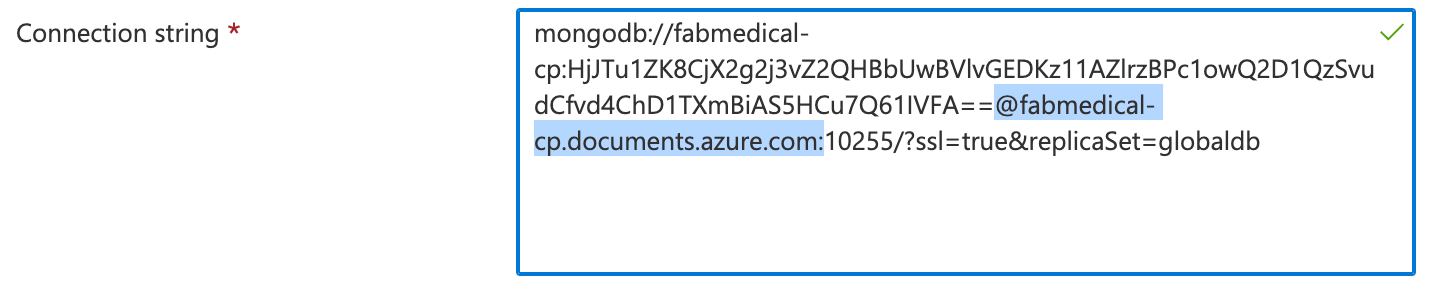 Connection string *
mongodb://fabmedical-
cp:HjJTu1ZK8CjX2g2j3vZ2QHBbUwBVlvGEDKz11AZlrzBPc1owQ2D1QzSvu
dCfvd4ChD1TXmBiAS5HCu7Q61IVFA==@fabmedical-
cp.documents.azure.com:10255/?ssl=true&replicaSet=globaldb